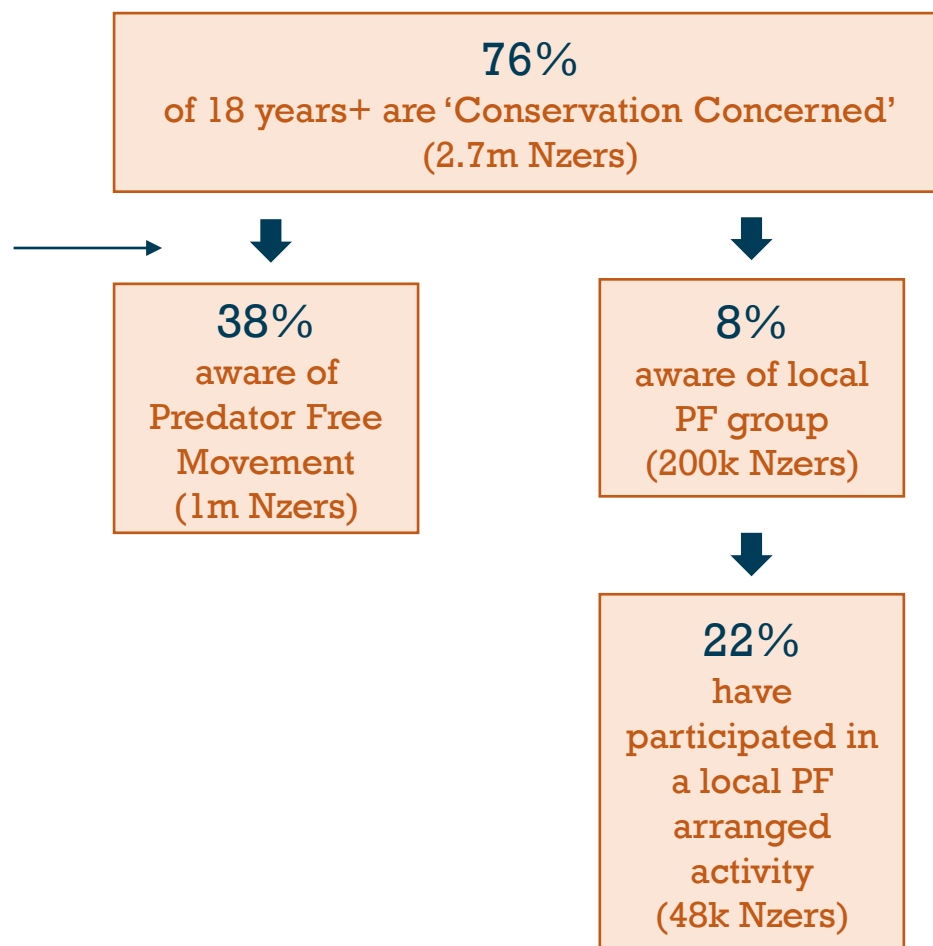 76%
of 18 years+ are ‘Conservation Concerned’
(2.7m Nzers)
38%
aware of
Predator Free
Movement
(1m Nzers)
8%
aware of local
PF group
(200k Nzers)
22%
have
participated in
a local PF
arranged
activity
(48k Nzers)